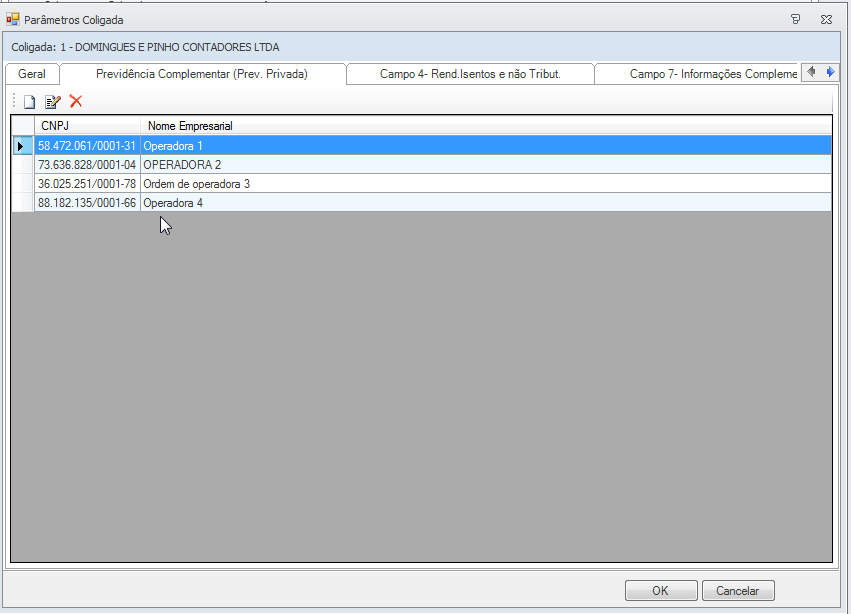 Parâmetros Coligada
Coligada: 1 - DOMINGUES E PINHO CONTADORES LTDA
Geral Previdência Complementar (Prev. Privada) Campo 4- Rend.Isentos e não Tribut. Campo 7- Informações Compleme
CNPJ Nome Empresarial
58.472.061/0001-31 Operadora 1
73.636.828/0001-04 OPERADORA 2
36.025.251/0001-78 Ordem de operadora 3
88.182.135/0001-66 Operadora 4
OK Cancelar